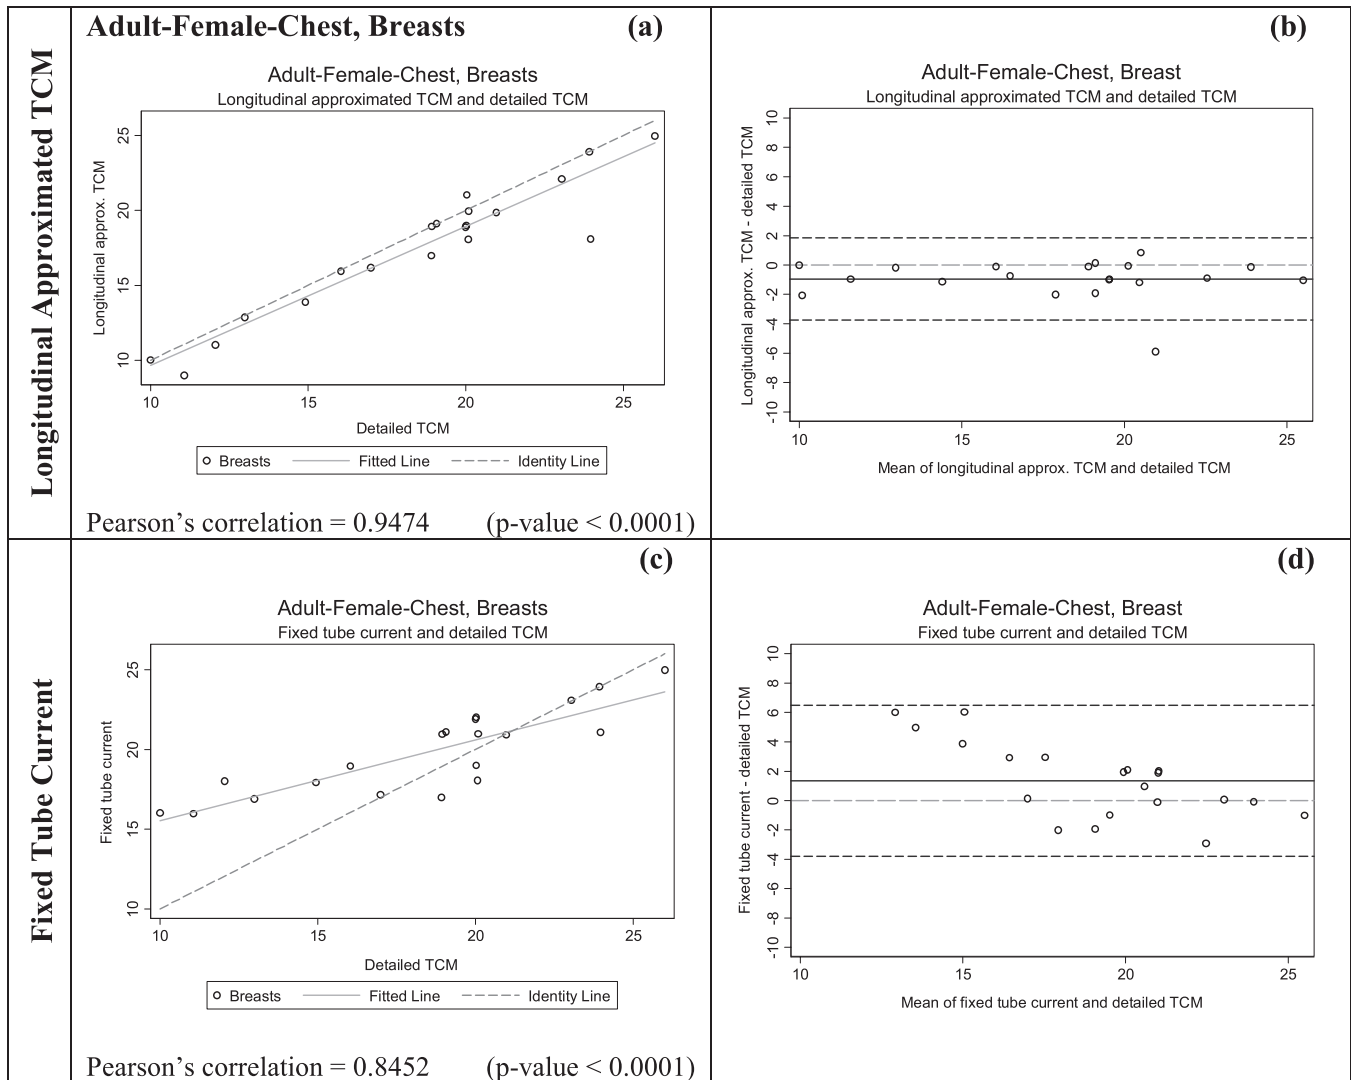 Longitudinal Approximated TCM
Adult-Female-Chest, Breasts (a)
Adult-Female-Chest, Breasts
Longitudinal approximated TCM and detailed TCM
Longitudinal approx. TCM
25
20
15
10
10 15 20 25
Detailed TCM
Breasts Fitted Line Identity Line
Pearson's correlation = 0.9474 (p-value < 0.0001)
(b)
Adult-Female-Chest, Breast
Longitudinal approximated TCM and detailed TCM
Longitudinal approx. TCM - detailed TCM
10
8
6
4
2
0
-2
-4
-6
-8
-10
10 15 20 25
Mean of longitudinal approx. TCM and detailed TCM
Fixed Tube Current
(c)
Adult-Female-Chest, Breasts
Fixed tube current and detailed TCM
Fixed tube current
25
20
15
10
10 15 20 25
Detailed TCM
Breasts Fitted Line Identity Line
Pearson's correlation = 0.8452 (p-value < 0.0001)
(d)
Adult-Female-Chest, Breast
Fixed tube current and detailed TCM
Fixed tube current - detailed TCM
10
8
6
4
2
0
-2
-4
-6
-8
-10
10 15 20 25
Mean of fixed tube current and detailed TCM